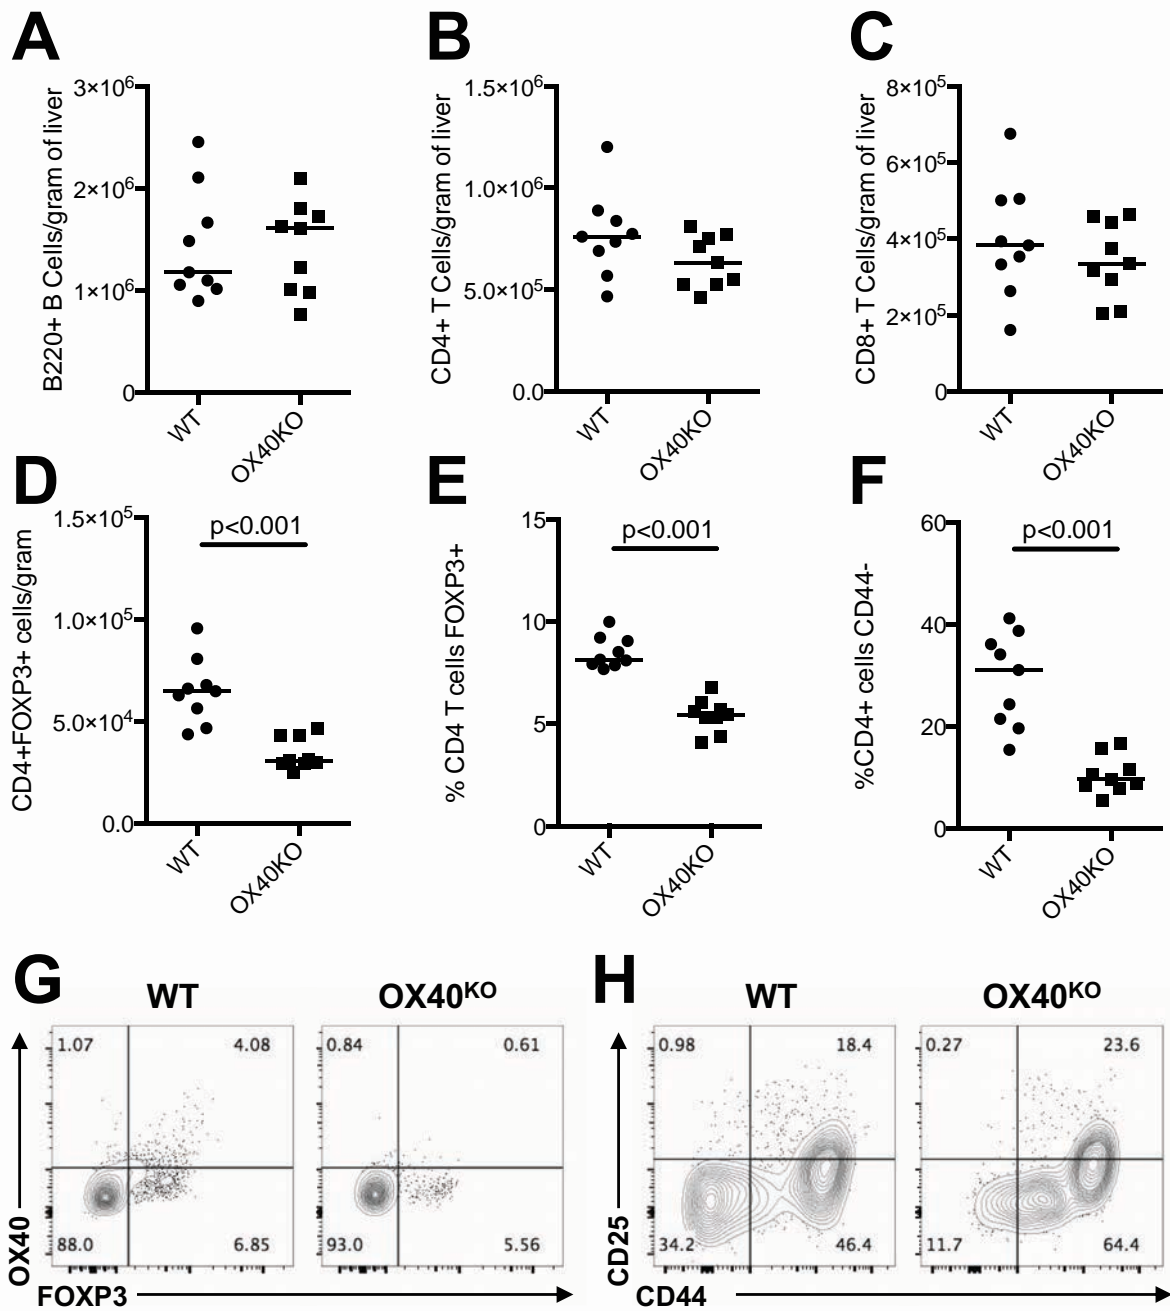 A
B220+ B Cells/gram of liver
3×10⁶
2×10⁶
1×10⁶
0
WT
OX40KO
B
CD4+ T Cells/gram of liver
1.5×10⁶
1.0×10⁶
5.0×10⁵
0.0
WT
OX40KO
C
CD8+ T Cells/gram of liver
8×10⁵
6×10⁵
4×10⁵
2×10⁵
0
WT
OX40KO
D
CD4+FOXP3+ cells/gram
1.5×10⁵
1.0×10⁵
5.0×10⁴
0.0
p<0.001
WT
OX40KO
E
% CD4 T cells FOXP3+
15
10
5
0
p<0.001
WT
OX40KO
F
%CD4+ cells CD44-
60
40
20
0
p<0.001
WT
OX40KO
G
WT
OX40ᴷᴼ
1.07
4.08
88.0
6.85
0.84
0.61
93.0
5.56
OX40
FOXP3
H
WT
OX40ᴷᴼ
0.98
18.4
34.2
46.4
0.27
23.6
11.7
64.4
CD25
CD44